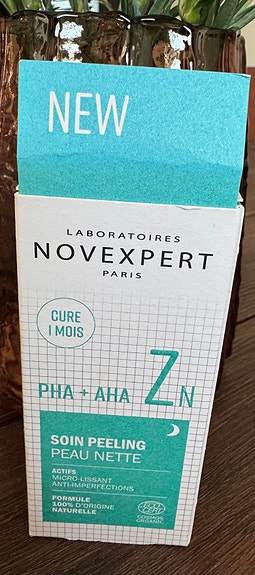 NEW
LABORATOIRES
NOVEXPERT
PARIS
CURE
1 MOIS
PHA + AHA ZN
SOIN PEELING
PEAU NETTE
ACTIFS
MICRO-LISSANT
ANTI-IMPERFECTIONS
FORMULE
100% D'ORIGINE
NATURELLE
COSMOS
ORGANIC